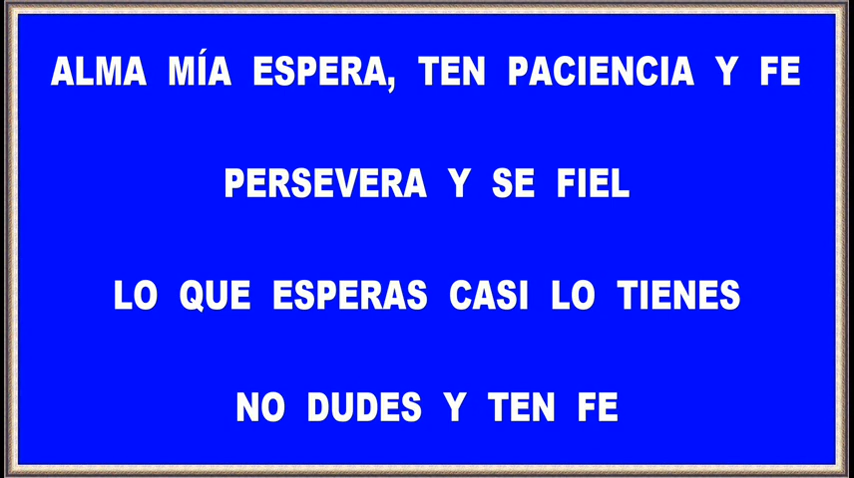 ALMA MÍA ESPERA, TEN PACIENCIA Y FE
PERSEVERA Y SE FIEL
LO QUE ESPERAS CASI LO TIENES
NO DUDES Y TEN FE